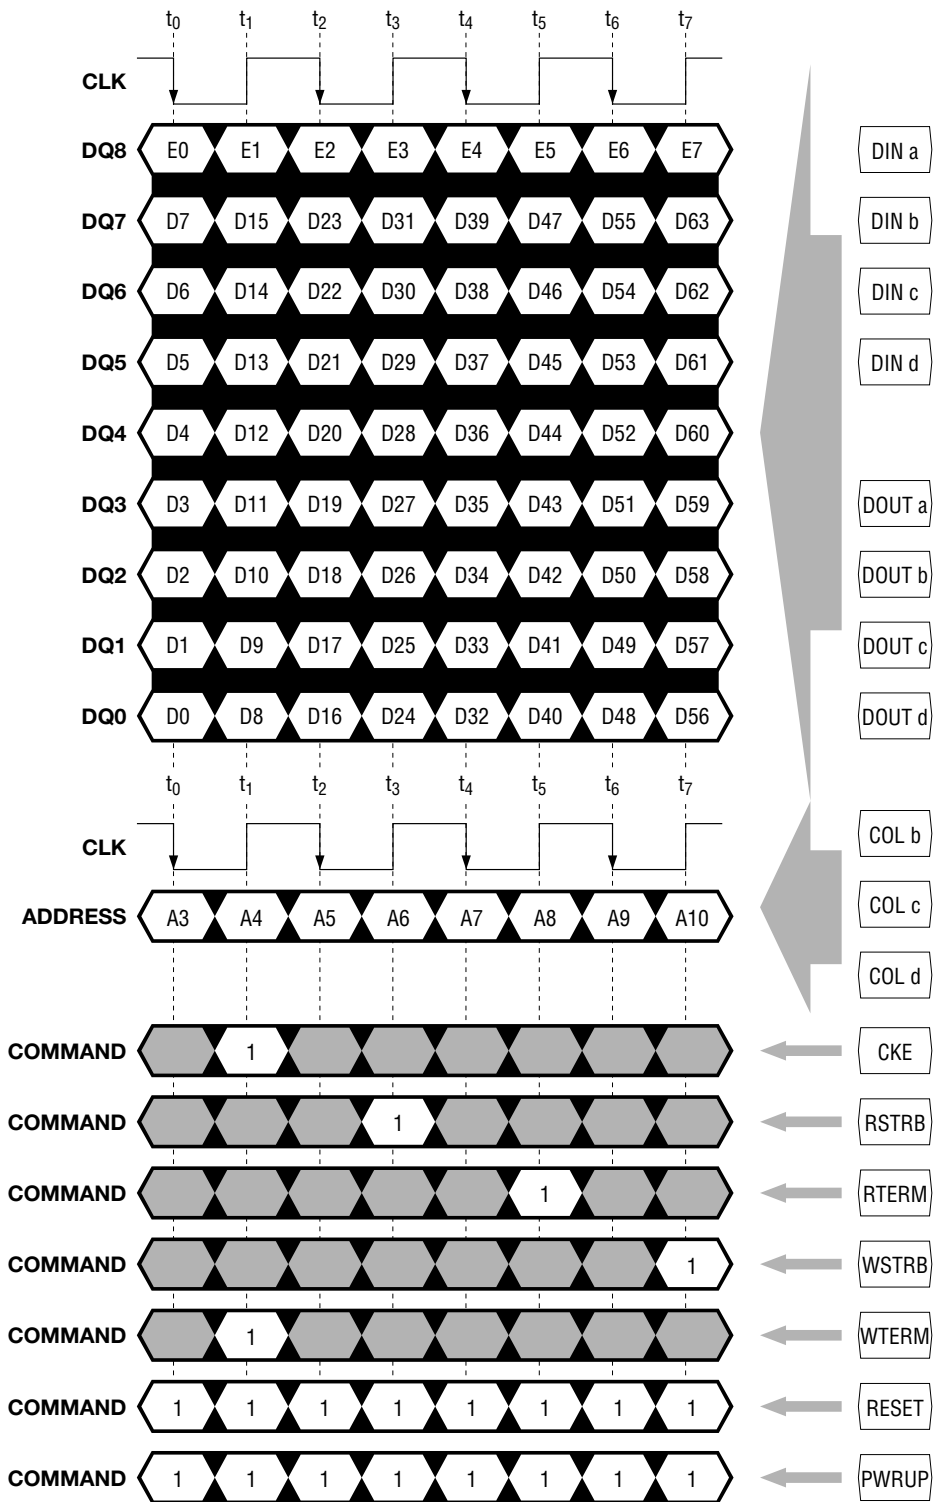 t0 t1 t2 t3 t4 t5 t6 t7
CLK
DQ8 E0 E1 E2 E3 E4 E5 E6 E7 DIN a
DQ7 D7 D15 D23 D31 D39 D47 D55 D63 DIN b
DQ6 D6 D14 D22 D30 D38 D46 D54 D62 DIN c
DQ5 D5 D13 D21 D29 D37 D45 D53 D61 DIN d
DQ4 D4 D12 D20 D28 D36 D44 D52 D60
DQ3 D3 D11 D19 D27 D35 D43 D51 D59 DOUT a
DQ2 D2 D10 D18 D26 D34 D42 D50 D58 DOUT b
DQ1 D1 D9 D17 D25 D33 D41 D49 D57 DOUT c
DQ0 D0 D8 D16 D24 D32 D40 D48 D56 DOUT d
t0 t1 t2 t3 t4 t5 t6 t7
CLK COL b
ADDRESS A3 A4 A5 A6 A7 A8 A9 A10 COL c
COL d
COMMAND 1 CKE
COMMAND 1 RSTRB
COMMAND 1 RTERM
COMMAND 1 WSTRB
COMMAND 1 WTERM
COMMAND 1 1 1 1 1 1 1 1 RESET
COMMAND 1 1 1 1 1 1 1 1 PWRUP